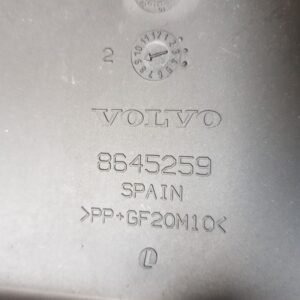 2
VOLVO
8645259
SPAIN
>PP+GF20M10<
L